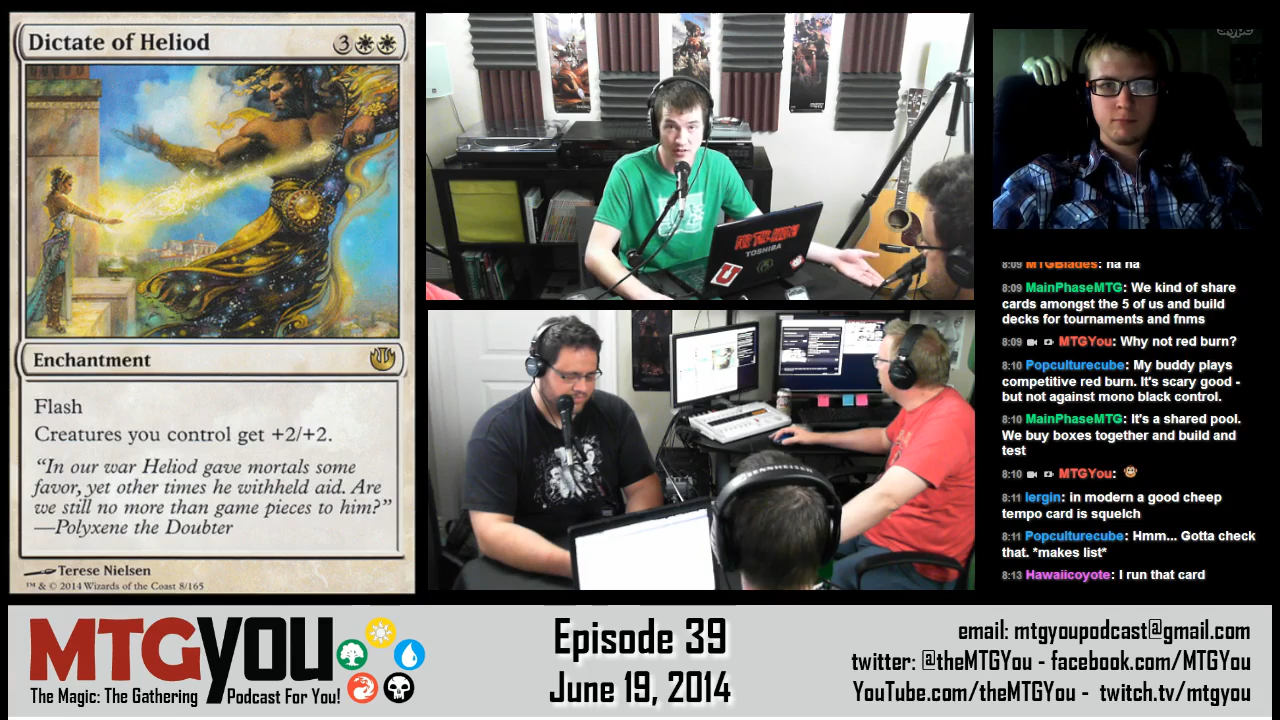 Dictate of Heliod
3
Enchantment
Flash
Creatures you control get +2/+2.
“In our war Heliod gave mortals some
favor, yet other times he withheld aid. Are
we still no more than game pieces to him?”
—Polyxene the Doubter
Terese Nielsen
™ & © 2014 Wizards of the Coast 8/165
TOSHIBA
U
SENNHEISER
skype
8:09 MTGBlades: ha ha
8:09 MainPhaseMTG: We kind of share
cards amongst the 5 of us and build
decks for tournaments and fnms
8:09 MTGYou: Why not red burn?
8:10 Popculturecube: My buddy plays
competitive red burn. It's scary good -
but not against mono black control.
8:10 MainPhaseMTG: It's a shared pool.
We buy boxes together and build and
test
8:10 MTGYou: 🐵
8:11 lergin: in modern a good cheep
tempo card is squelch
8:11 Popculturecube: Hmm... Gotta check
that. *makes list*
8:13 Hawaiicoyote: I run that card
MTGYOU
The Magic: The Gathering Podcast For You!
Episode 39
June 19, 2014
email: mtgyoupodcast@gmail.com
twitter: @theMTGYou - facebook.com/MTGYou
YouTube.com/theMTGYou - twitch.tv/mtgyou